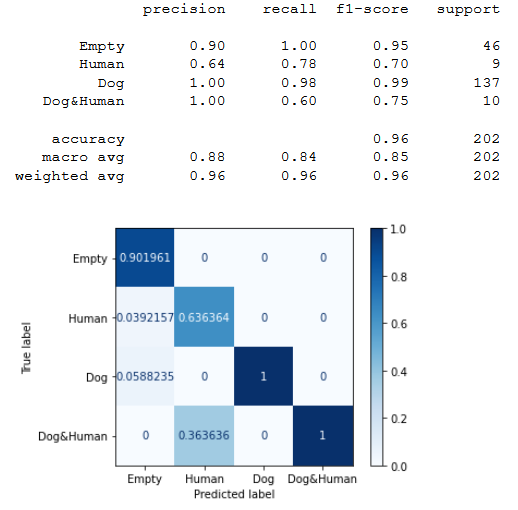 precision recall f1-score support
Empty 0.90 1.00 0.95 46
Human 0.64 0.78 0.70 9
Dog 1.00 0.98 0.99 137
Dog&Human 1.00 0.60 0.75 10
accuracy 0.96 202
macro avg 0.88 0.84 0.85 202
weighted avg 0.96 0.96 0.96 202
1.0
Empty 0.901961 0 0 0
0.8
Human 0.0392157 0.636364 0 0
0.6
True label
0.4
Dog 0.0588235 0 1 0
0.2
Dog&Human 0 0.363636 0 1
0.0
Empty Human Dog Dog&Human
Predicted label